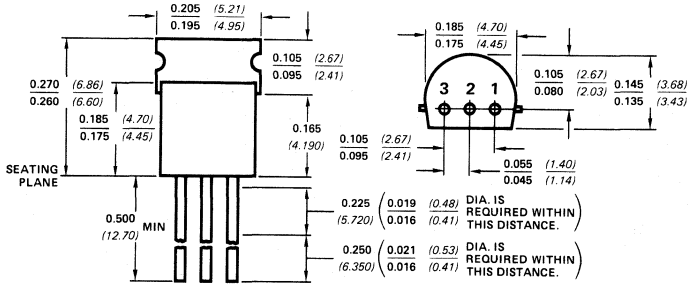 0.205 (5.21)
0.195 (4.95)
0.105 (2.67)
0.095 (2.41)
0.270 (6.86)
0.260 (6.60)
0.185 (4.70)
0.175 (4.45)
0.165
(4.190)
SEATING
PLANE
0.500 MIN
(12.70)
0.225 (0.019 (0.48) DIA. IS
(5.720) 0.016 (0.41) REQUIRED WITHIN
THIS DISTANCE.)
0.250 (0.021 (0.53) DIA. IS
(6.350) 0.016 (0.41) REQUIRED WITHIN
THIS DISTANCE.)
0.185 (4.70)
0.175 (4.45)
3 2 1
0.105 (2.67)
0.080 (2.03)
0.145 (3.68)
0.135 (3.43)
0.105 (2.67)
0.095 (2.41)
0.055 (1.40)
0.045 (1.14)